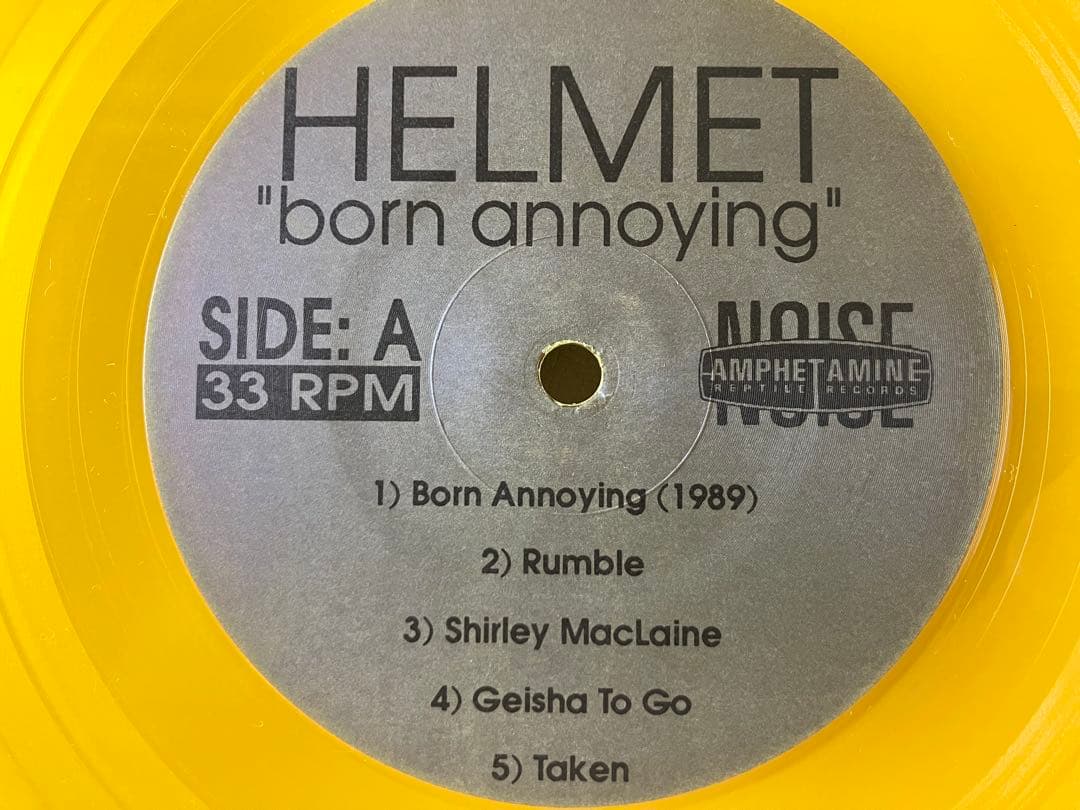 HELMET
"born annoying"
SIDE: A
33 RPM
NOISE
AMPHETAMINE
REPTILE RECORDS
NOISE
1) Born Annoying (1989)
2) Rumble
3) Shirley MacLaine
4) Geisha To Go
5) Taken